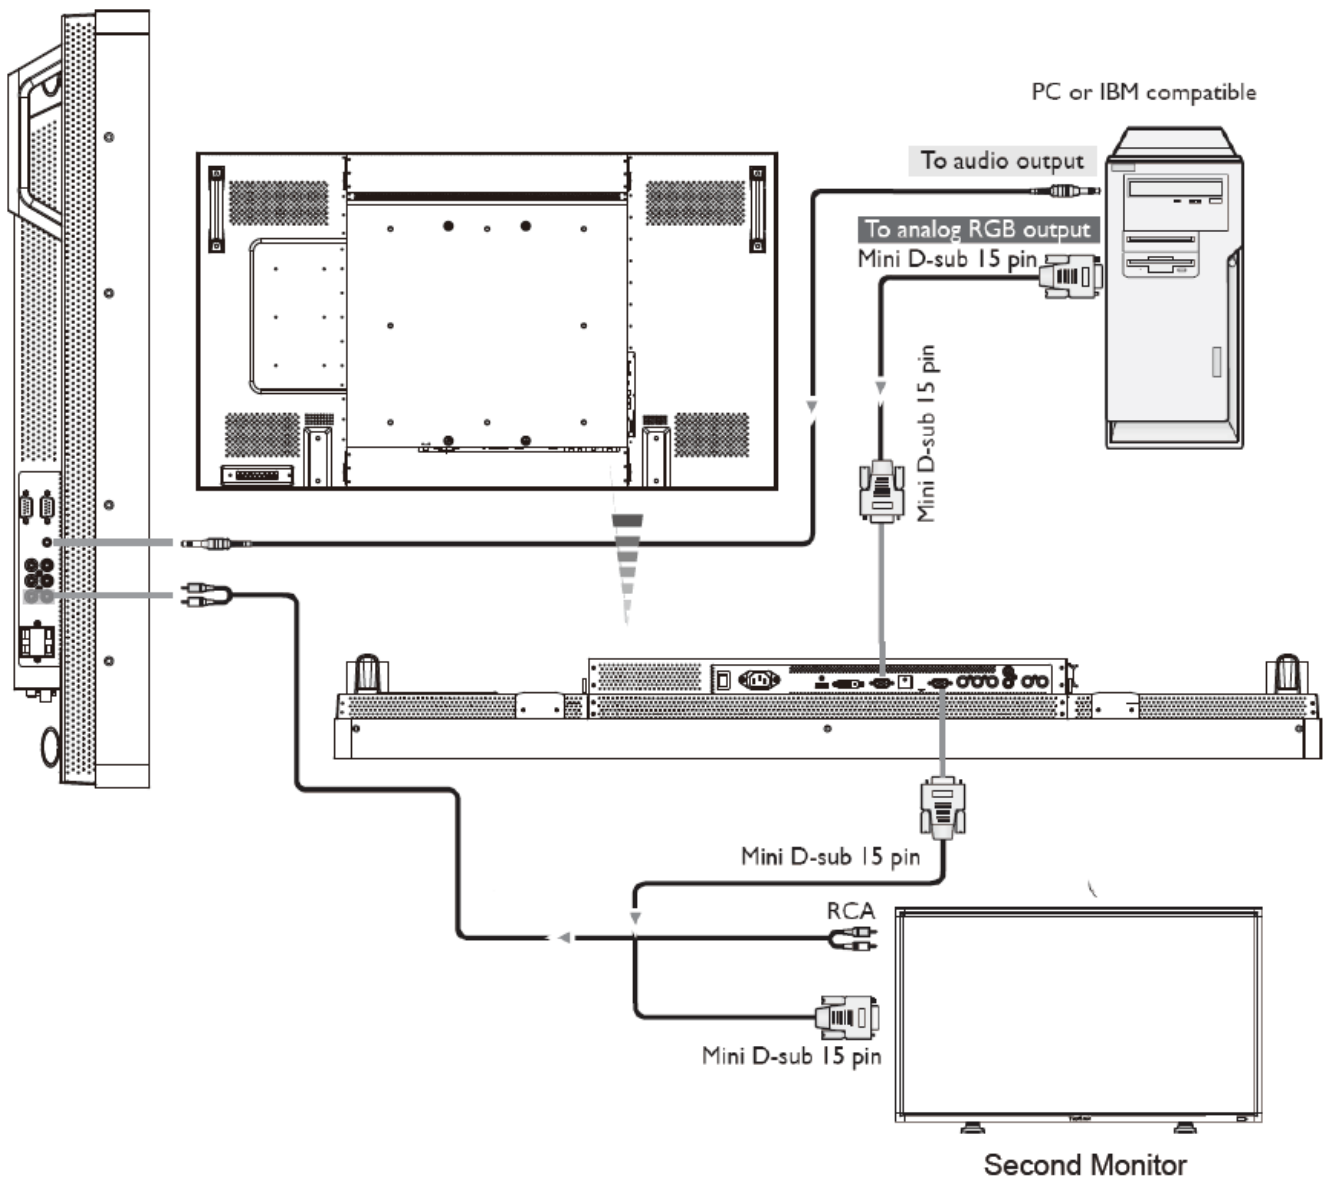 PC or IBM compatible
To audio output
To analog RGB output
Mini D-sub 15 pin
Mini D-sub 15 pin
Mini D-sub 15 pin
RCA
Mini D-sub 15 pin
Second Monitor